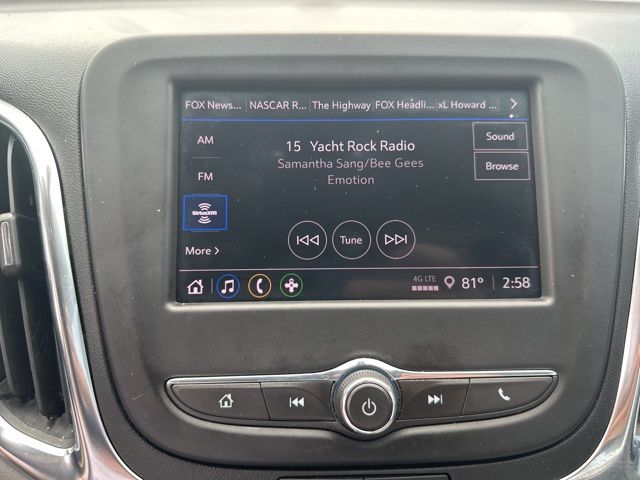 FOX News... NASCAR R... The Highway FOX Headli... xL Howard ...
AM
15 Yacht Rock Radio
Sound
Samantha Sang/Bee Gees
Browse
FM
Emotion
SiriusXM
Tune
More
4G LTE
81° 2:58